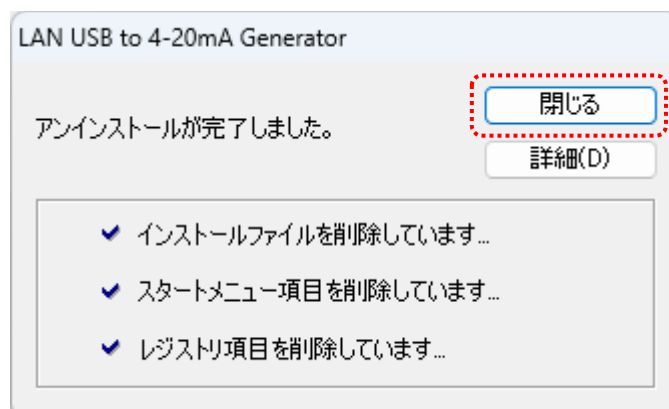 LAN USB to 4-20mA Generator
アンインストールが完了しました。
閉じる
詳細(D)
インストールファイルを削除しています...
スタートメニュー項目を削除しています...
レジストリ項目を削除しています...